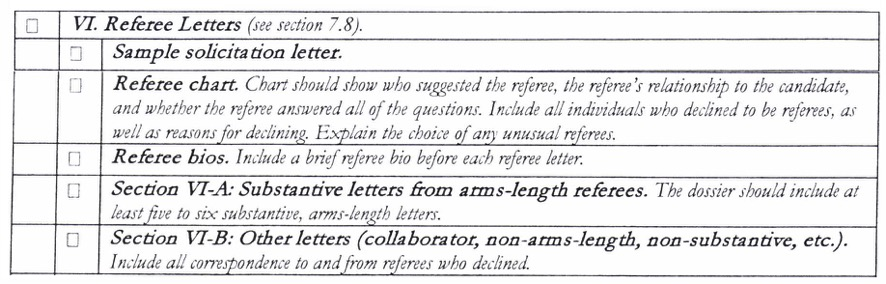 VI. Referee Letters (see section 7.8).
Sample solicitation letter.
Referee chart. Chart should show who suggested the referee, the referee's relationship to the candidate,
and whether the referee answered all of the questions. Include all individuals who declined to be referees, as
well as reasons for declining. Explain the choice of any unusual referees.
Referee bios. Include a brief referee bio before each referee letter.
Section VI-A: Substantive letters from arms-length referees. The dossier should include at
least five to six substantive, arms-length letters.
Section VI-B: Other letters (collaborator, non-arms-length, non-substantive, etc.).
Include all correspondence to and from referees who declined.